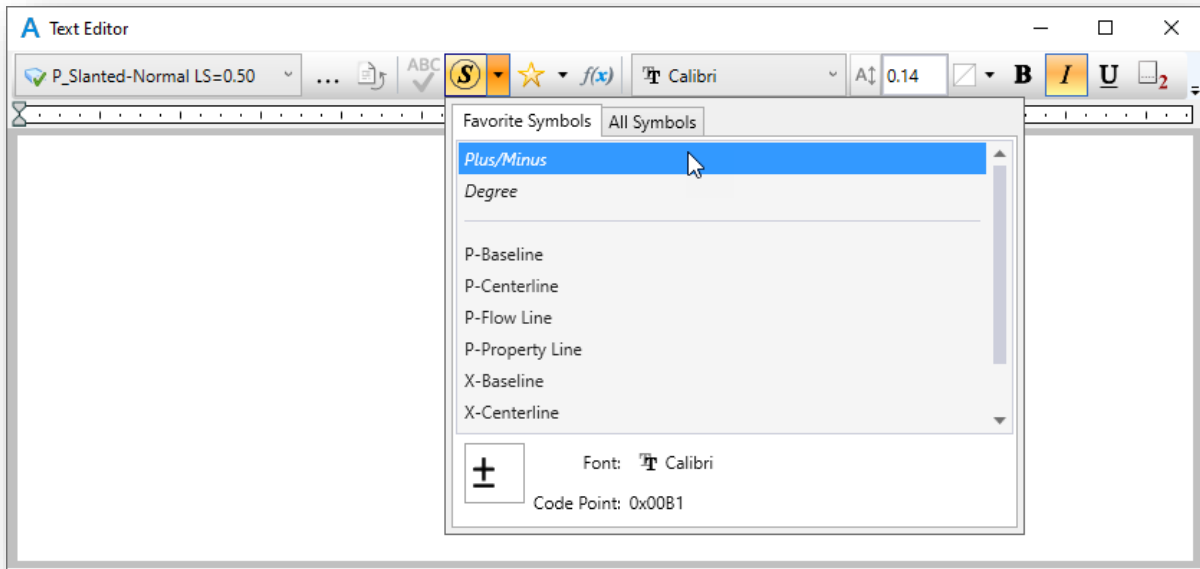 Text Editor
P_Slanted-Normal LS=0.50 ... ABC S f(x) Calibri A 0.14 B I U 2
Favorite Symbols All Symbols
Plus/Minus
Degree
P-Baseline
P-Centerline
P-Flow Line
P-Property Line
X-Baseline
X-Centerline
± Font: Calibri
Code Point: 0x00B1